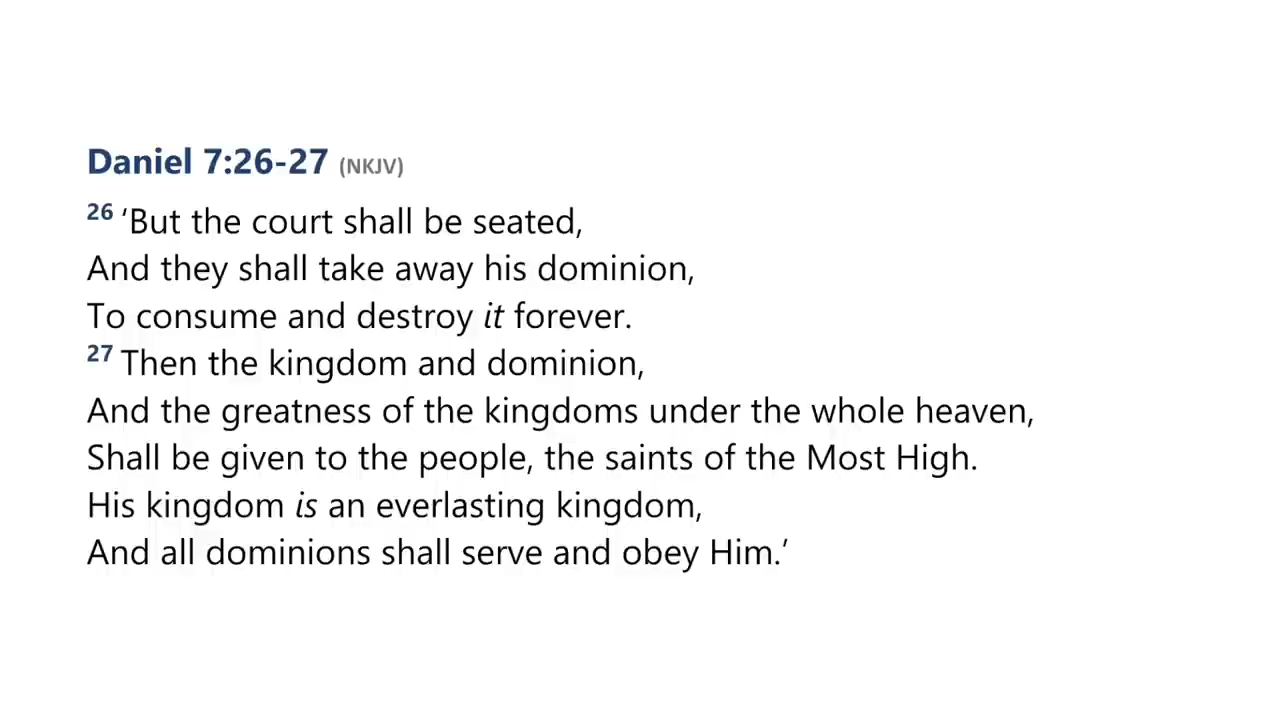 Daniel 7:26-27 (NKJV)
26 ‘But the court shall be seated,
And they shall take away his dominion,
To consume and destroy it forever.
27 Then the kingdom and dominion,
And the greatness of the kingdoms under the whole heaven,
Shall be given to the people, the saints of the Most High.
His kingdom is an everlasting kingdom,
And all dominions shall serve and obey Him.’